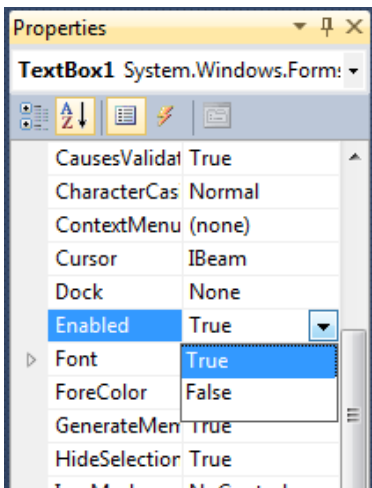 Properties
TextBox1 System.Windows.Form
CausesValidat True
CharacterCas Normal
ContextMenu (none)
Cursor IBeam
Dock None
Enabled True
Font True
ForeColor False
GenerateMem True
HideSelection True